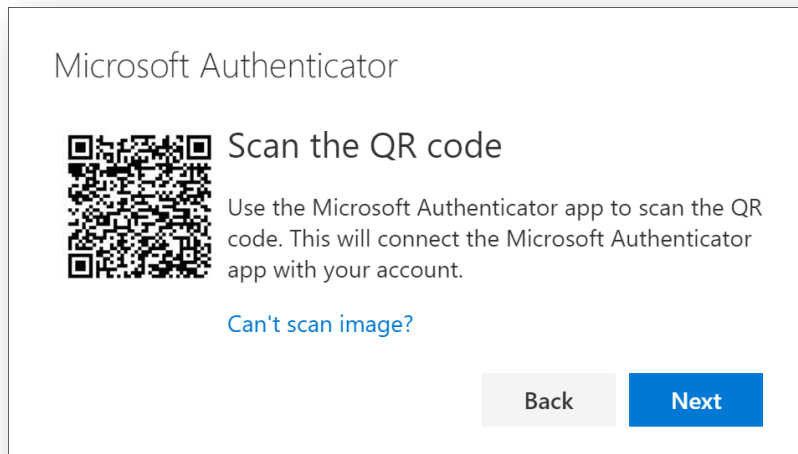 Microsoft Authenticator
Scan the QR code
Use the Microsoft Authenticator app to scan the QR
code. This will connect the Microsoft Authenticator
app with your account.
Can't scan image?
Back
Next